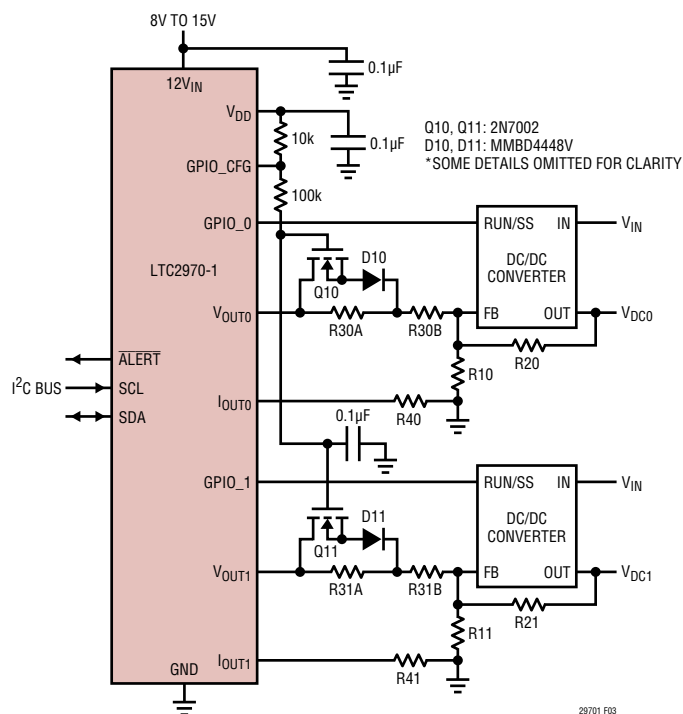 8V TO 15V
0.1µF
12VIN
VDD
10k
0.1µF
Q10, Q11: 2N7002
D10, D11: MMBD4448V
*SOME DETAILS OMITTED FOR CLARITY
GPIO_CFG
100k
GPIO_0
RUN/SS
IN
VIN
LTC2970-1
D10
DC/DC
CONVERTER
Q10
VOUT0
R30A
R30B
FB
OUT
VDC0
R20
R10
ALERT
I2C BUS
SCL
SDA
IOUT0
R40
0.1µF
GPIO_1
RUN/SS
IN
VIN
D11
DC/DC
CONVERTER
Q11
VOUT1
R31A
R31B
FB
OUT
VDC1
R21
R11
IOUT1
R41
GND
29701 F03